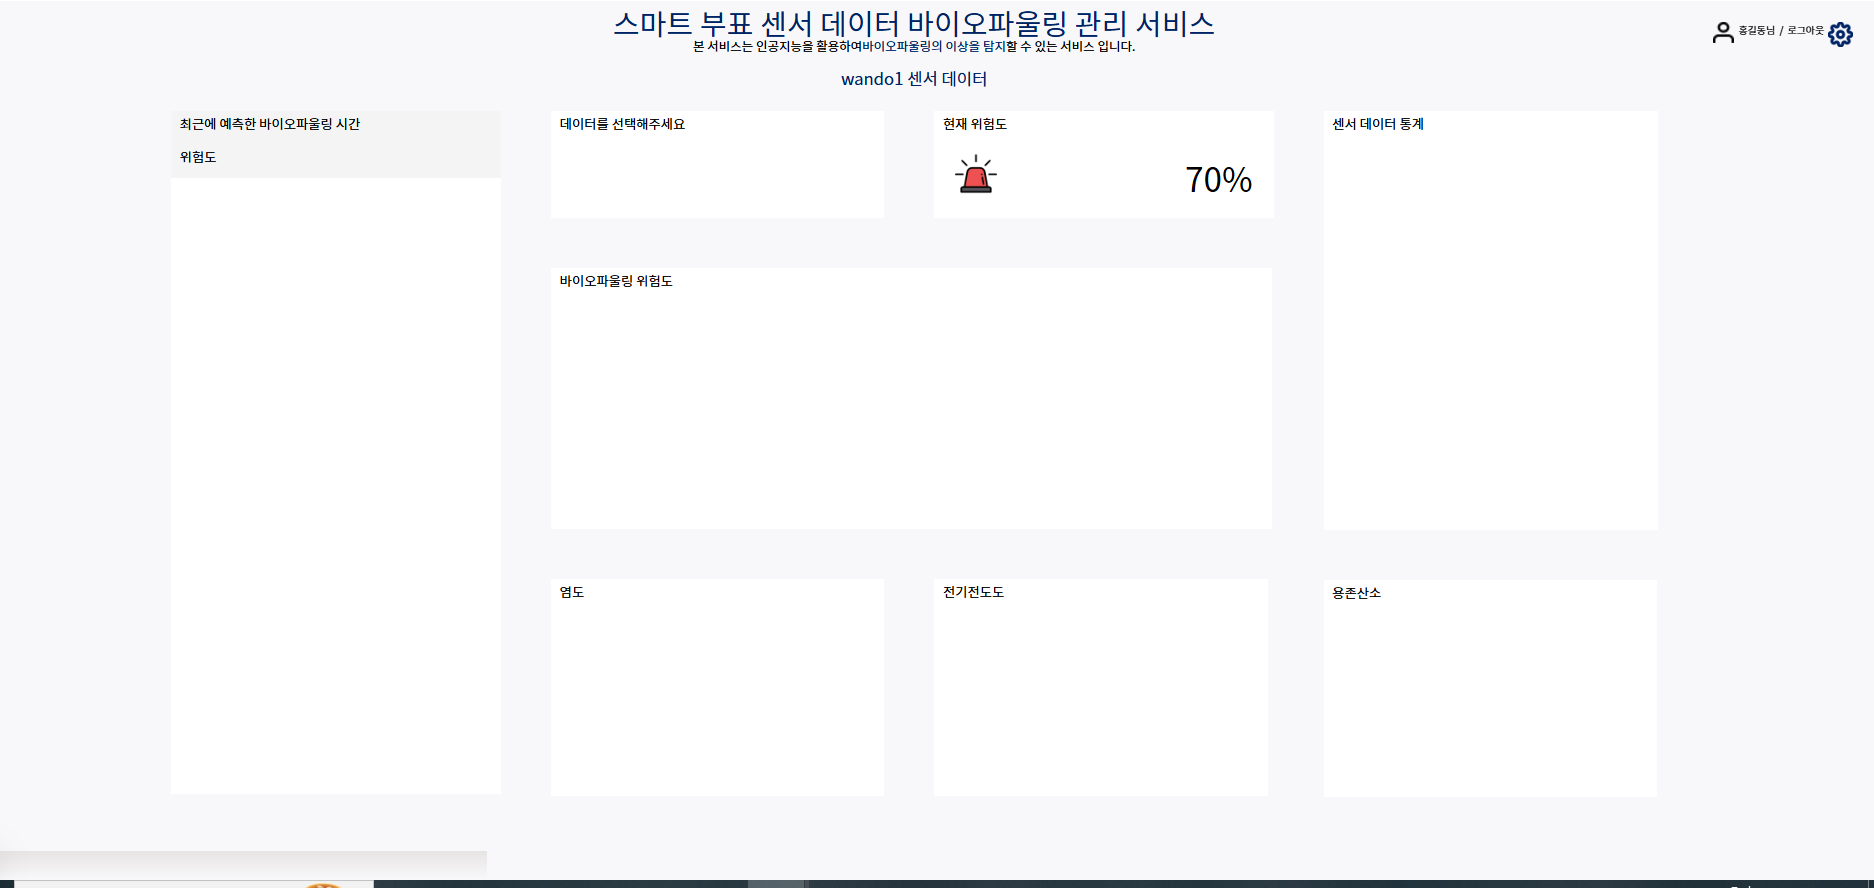 스마트 부표 센서 데이터 바이오파울링 관리 서비스
본 서비스는 인공지능을 활용하여바이오파울링의 이상을 탐지할 수 있는 서비스 입니다.
홍길동님 / 로그아웃
wando1 센서 데이터
최근에 예측한 바이오파울링 시간
위험도
데이터를 선택해주세요
현재 위험도
70%
센서 데이터 통계
바이오파울링 위험도
염도
전기전도도
용존산소